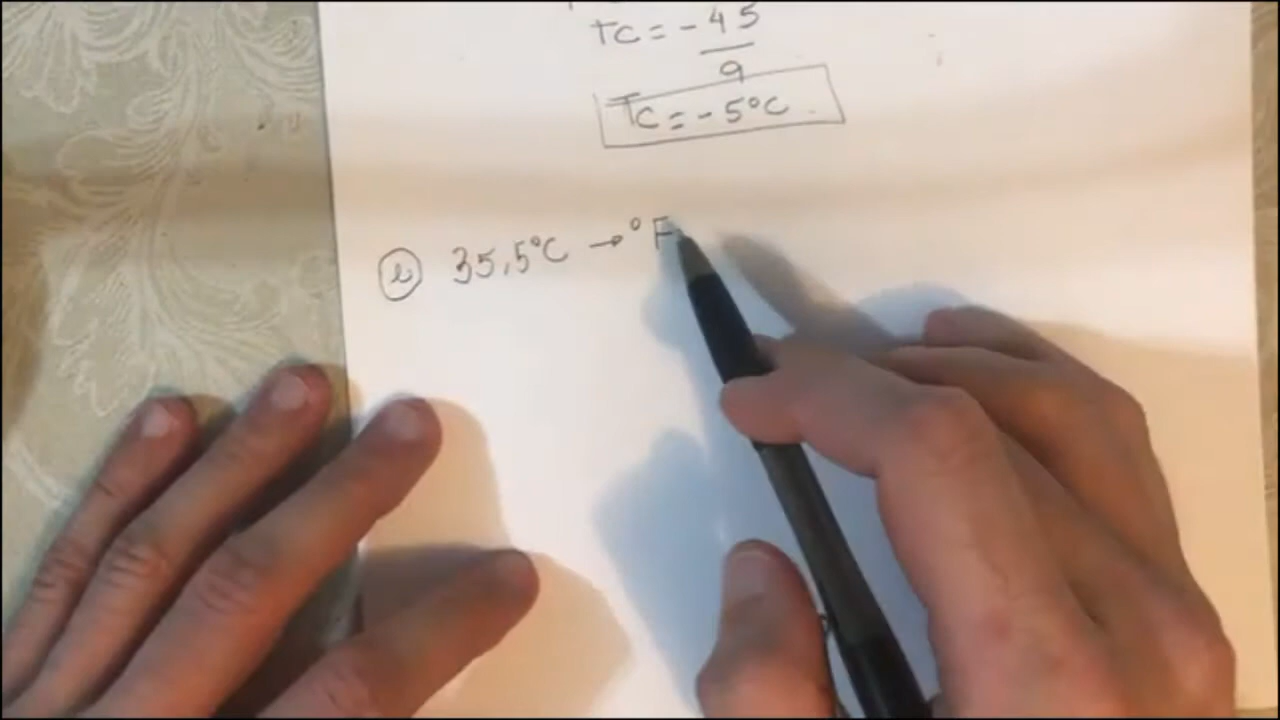 TC = - 45
9
TC = - 5°C
35,5°C → °F